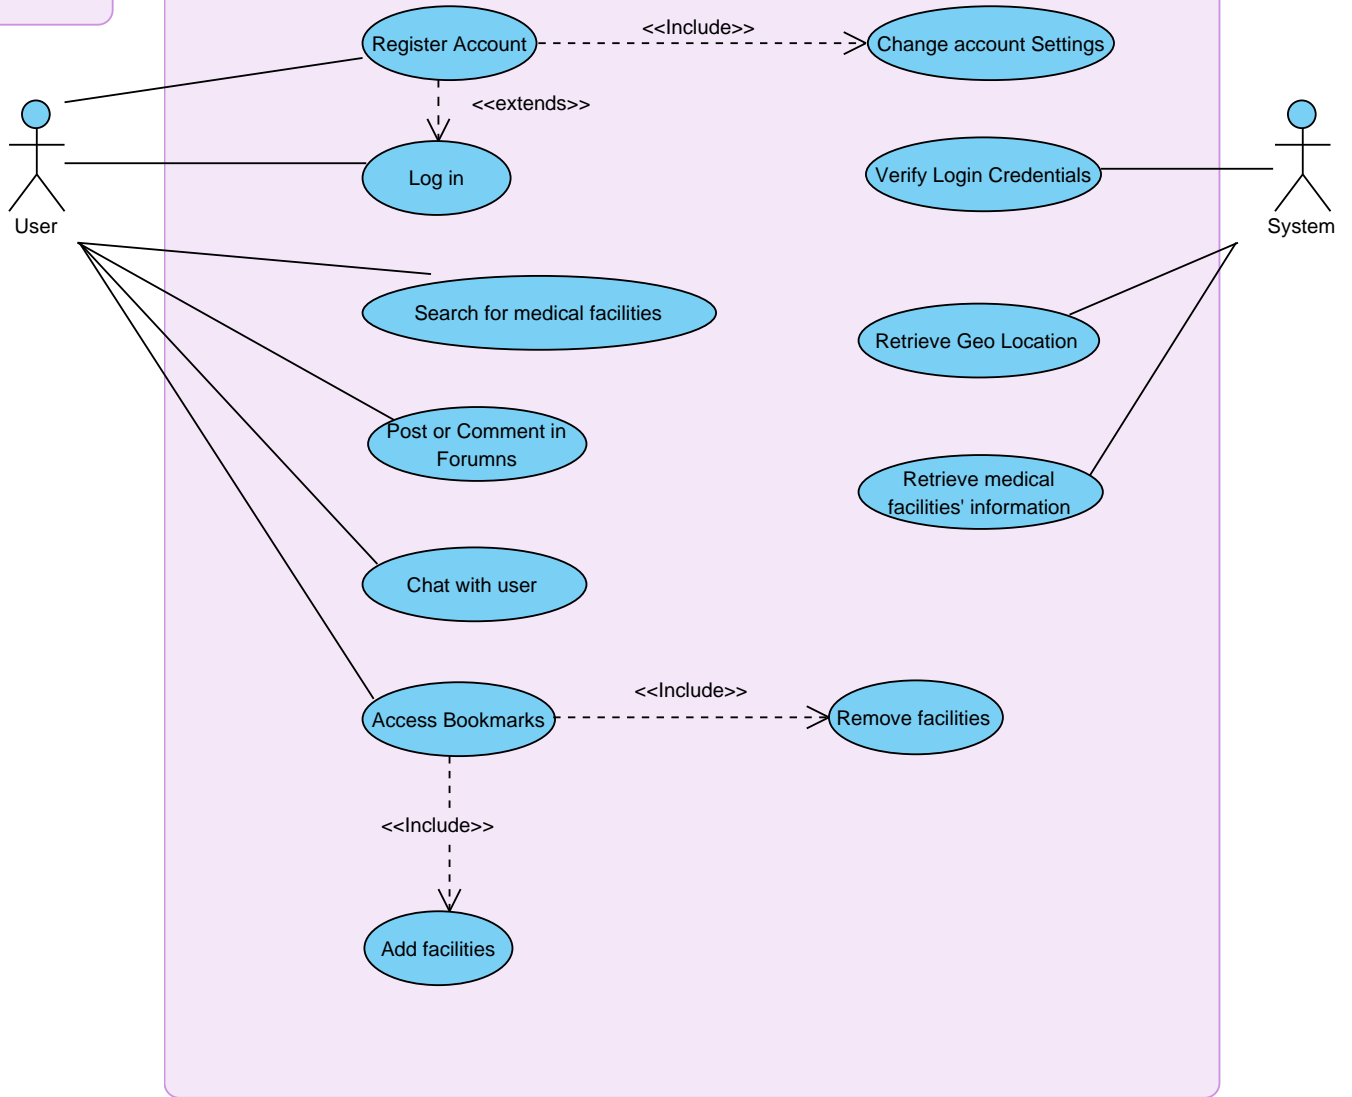 <<Include>>
Register Account
Change account Settings
<<extends>>
Log in
Verify Login Credentials
User
System
Search for medical facilities
Retrieve Geo Location
Post or Comment in
Forumns
Retrieve medical
facilities' information
Chat with user
<<Include>>
Access Bookmarks
Remove facilities
<<Include>>
Add facilities